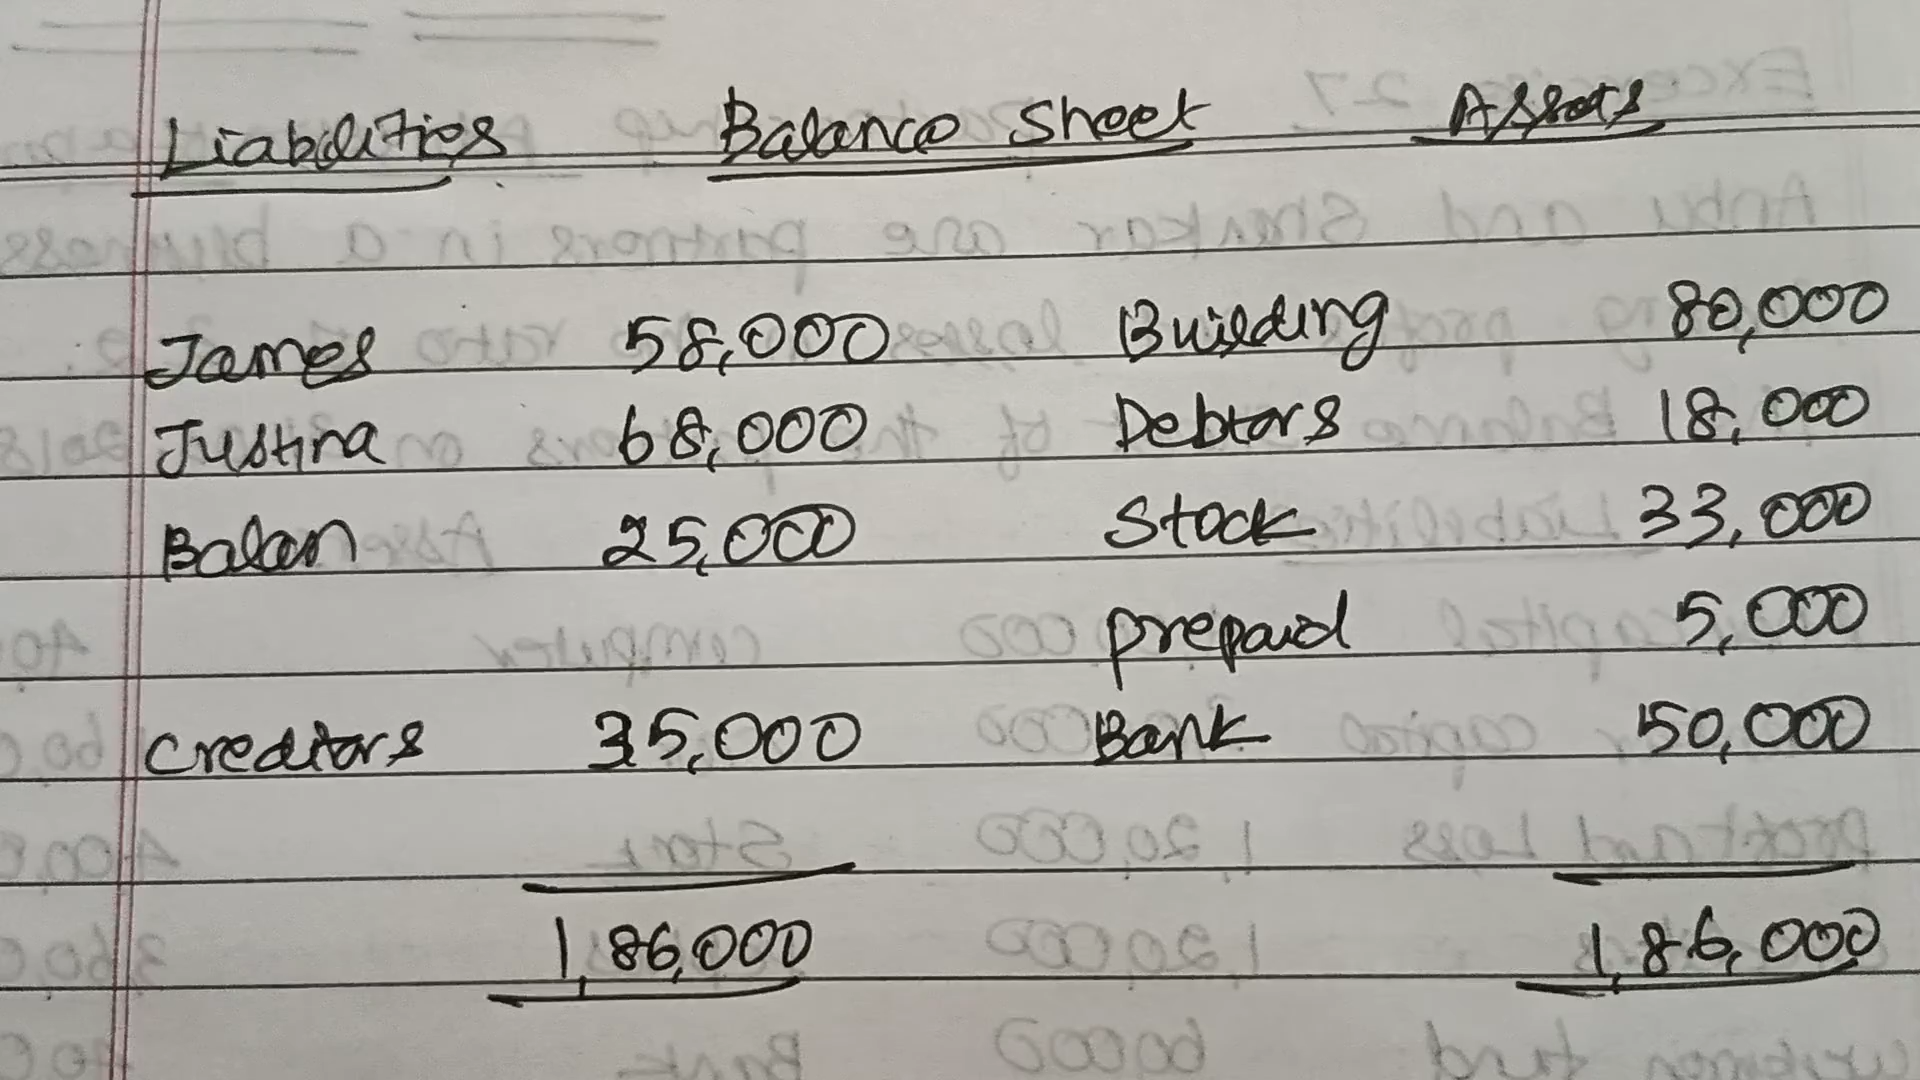 Liabilities Balance Sheet Assets
James 58,000 Building 80,000
Justina 68,000 Debtors 18,000
Balan 25,000 Stock 33,000
prepaid 5,000
Creditors 35,000 Bank 50,000
1,86,000 1,86,000